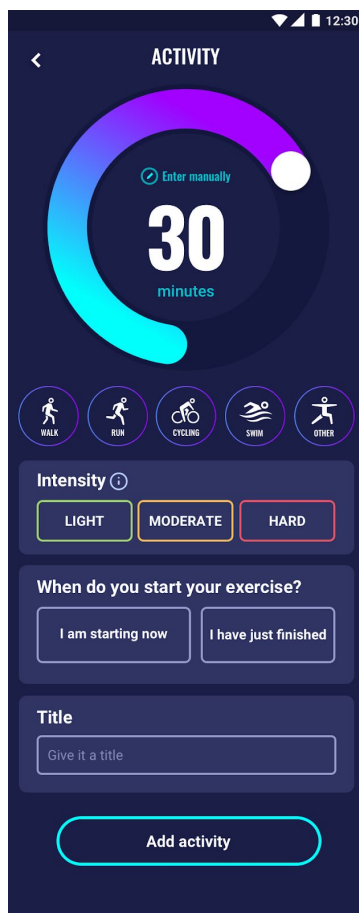 12:30
ACTIVITY
Enter manually
30
minutes
WALK RUN CYCLING SWIM OTHER
Intensity
LIGHT MODERATE HARD
When do you start your exercise?
I am starting now I have just finished
Title
Give it a title
Add activity